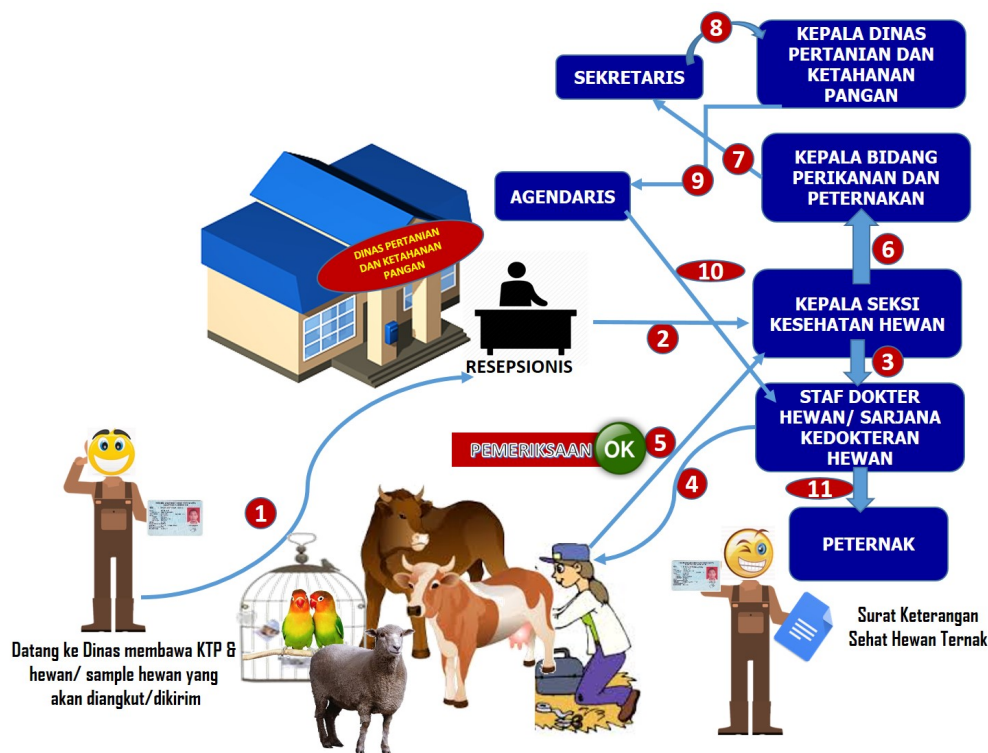 8
KEPALA DINAS
PERTANIAN DAN
KETAHANAN
PANGAN
SEKRETARIS
7
9
KEPALA BIDANG
PERIKANAN DAN
PETERNAKAN
AGENDARIS
6
DINAS PERTANIAN
DAN KETAHANAN
PANGAN
10
KEPALA SEKSI
KESEHATAN HEWAN
2
3
RESEPSIONIS
STAF DOKTER
HEWAN/ SARJANA
KEDOKTERAN
HEWAN
PEMERIKSAAN
OK
5
4
11
1
PETERNAK
Datang ke Dinas membawa KTP &
hewan/ sample hewan yang
akan diangkut/dikirim
Surat Keterangan
Sehat Hewan Ternak